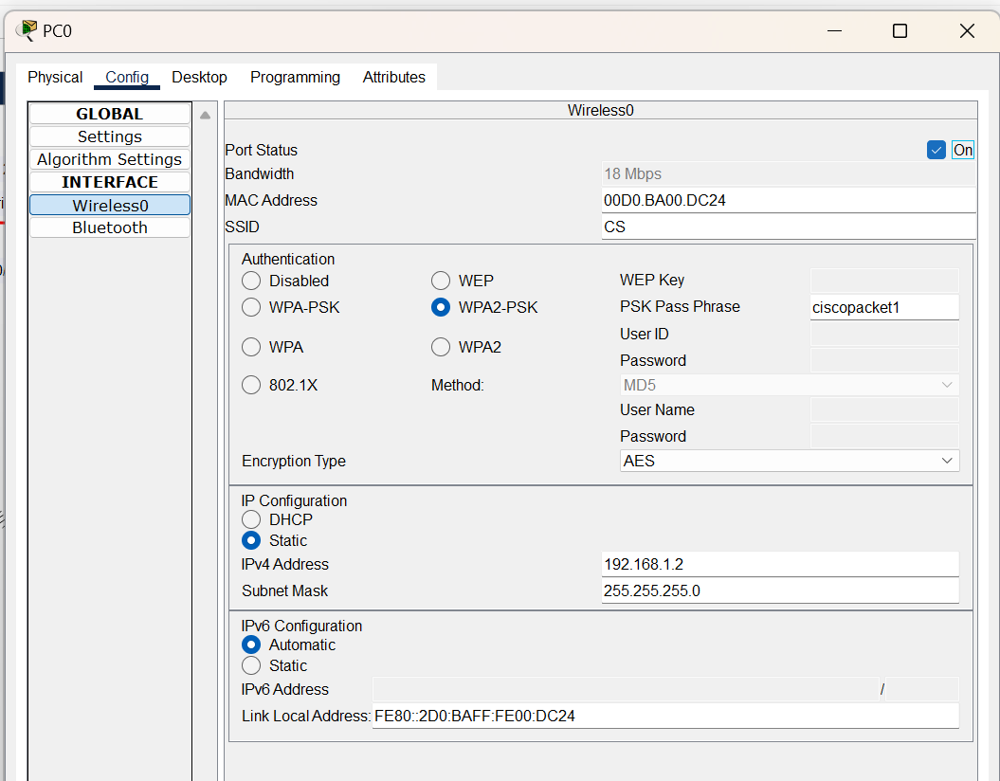 PC0
Physical Config Desktop Programming Attributes
GLOBAL
Settings
Algorithm Settings
INTERFACE
Wireless0
Bluetooth
Wireless0
Port Status On
Bandwidth 18 Mbps
MAC Address 00D0.BA00.DC24
SSID CS
Authentication
Disabled WEP WEP Key
WPA-PSK WPA2-PSK PSK Pass Phrase ciscopacket1
User ID
WPA WPA2 Password
802.1X Method: MD5
User Name
Password
Encryption Type AES
IP Configuration
DHCP
Static
IPv4 Address 192.168.1.2
Subnet Mask 255.255.255.0
IPv6 Configuration
Automatic
Static
IPv6 Address /
Link Local Address: FE80::2D0:BAFF:FE00:DC24